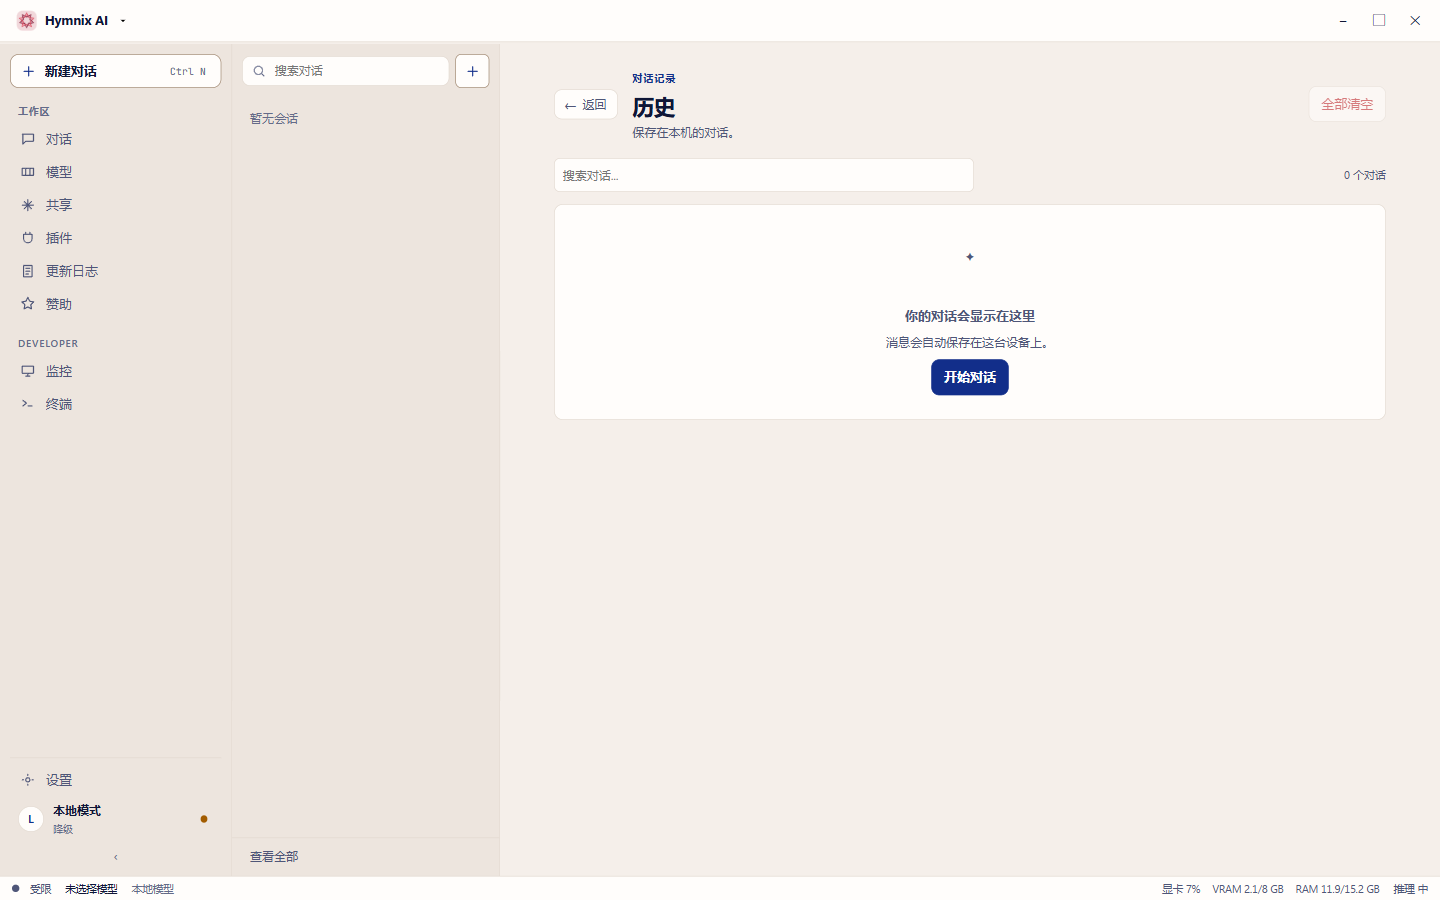 Hymnix AI
新建对话 Ctrl N
工作区
对话
模型
共享
插件
更新日志
赞助
DEVELOPER
监控
终端
设置
L
本地模式
降级
搜索对话
暂无会话
查看全部
对话记录
← 返回
历史
保存在本机的对话。
全部清空
搜索对话...
0 个对话
你的对话会显示在这里
消息会自动保存在这台设备上。
开始对话
受限 未选择模型 本地模型
显卡 7% VRAM 2.1/8 GB RAM 11.9/15.2 GB 推理 中